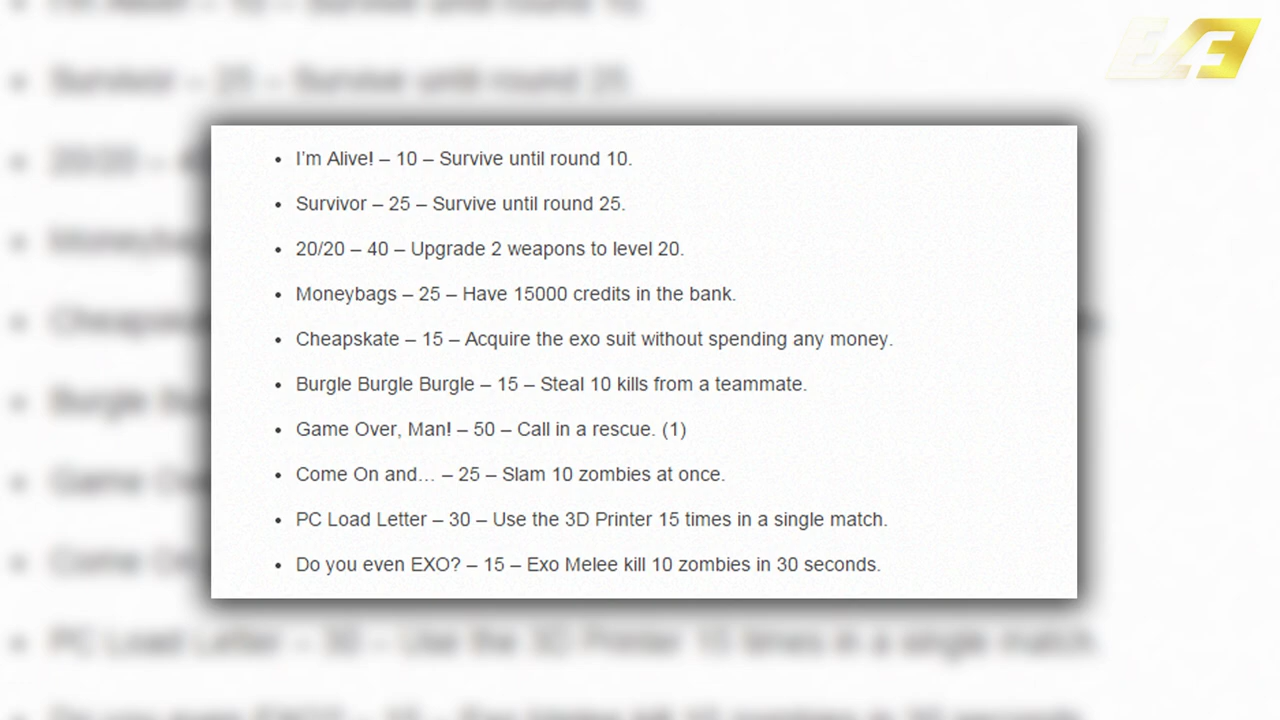 I'm Alive! – 10 – Survive until round 10.
Survivor – 25 – Survive until round 25.
20/20 – 40 – Upgrade 2 weapons to level 20.
Moneybags – 25 – Have 15000 credits in the bank.
Cheapskate – 15 – Acquire the exo suit without spending any money.
Burgle Burgle Burgle – 15 – Steal 10 kills from a teammate.
Game Over, Man! – 50 – Call in a rescue. (1)
Come On and… – 25 – Slam 10 zombies at once.
PC Load Letter – 30 – Use the 3D Printer 15 times in a single match.
Do you even EXO? – 15 – Exo Melee kill 10 zombies in 30 seconds.